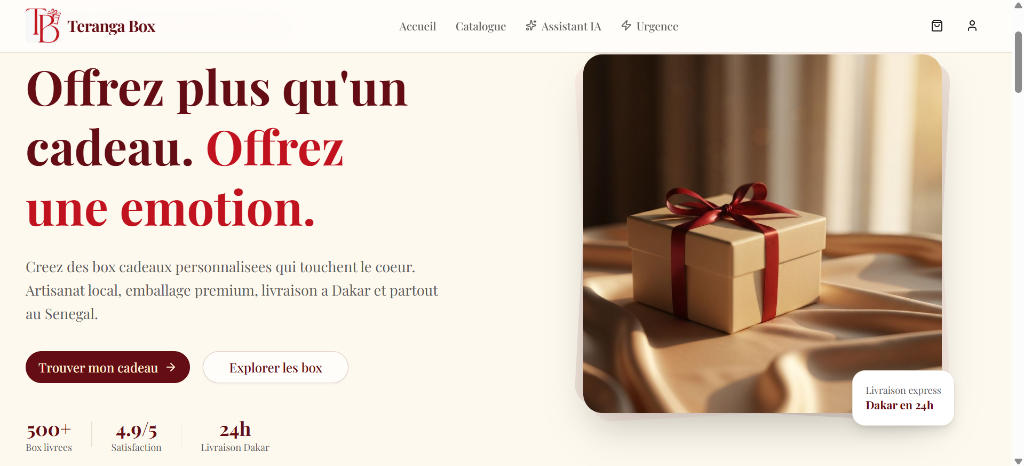 TB Teranga Box
Accueil Catalogue Assistant IA Urgence
Offrez plus qu'un
cadeau. Offrez
une emotion.
Creez des box cadeaux personnalisees qui touchent le coeur.
Artisanat local, emballage premium, livraison a Dakar et partout
au Senegal.
Trouver mon cadeau → Explorer les box
500+ 4.9/5 24h
Box livrees Satisfaction Livraison Dakar
Livraison express
Dakar en 24h